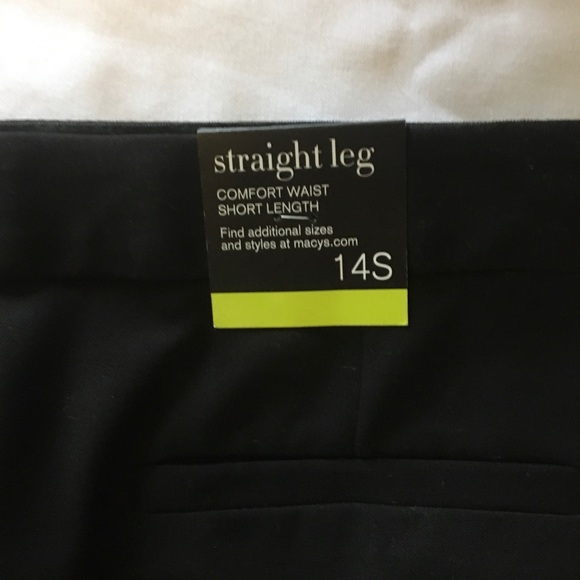 straight leg
COMFORT WAIST
SHORT LENGTH
Find additional sizes
and styles at macys.com
14S